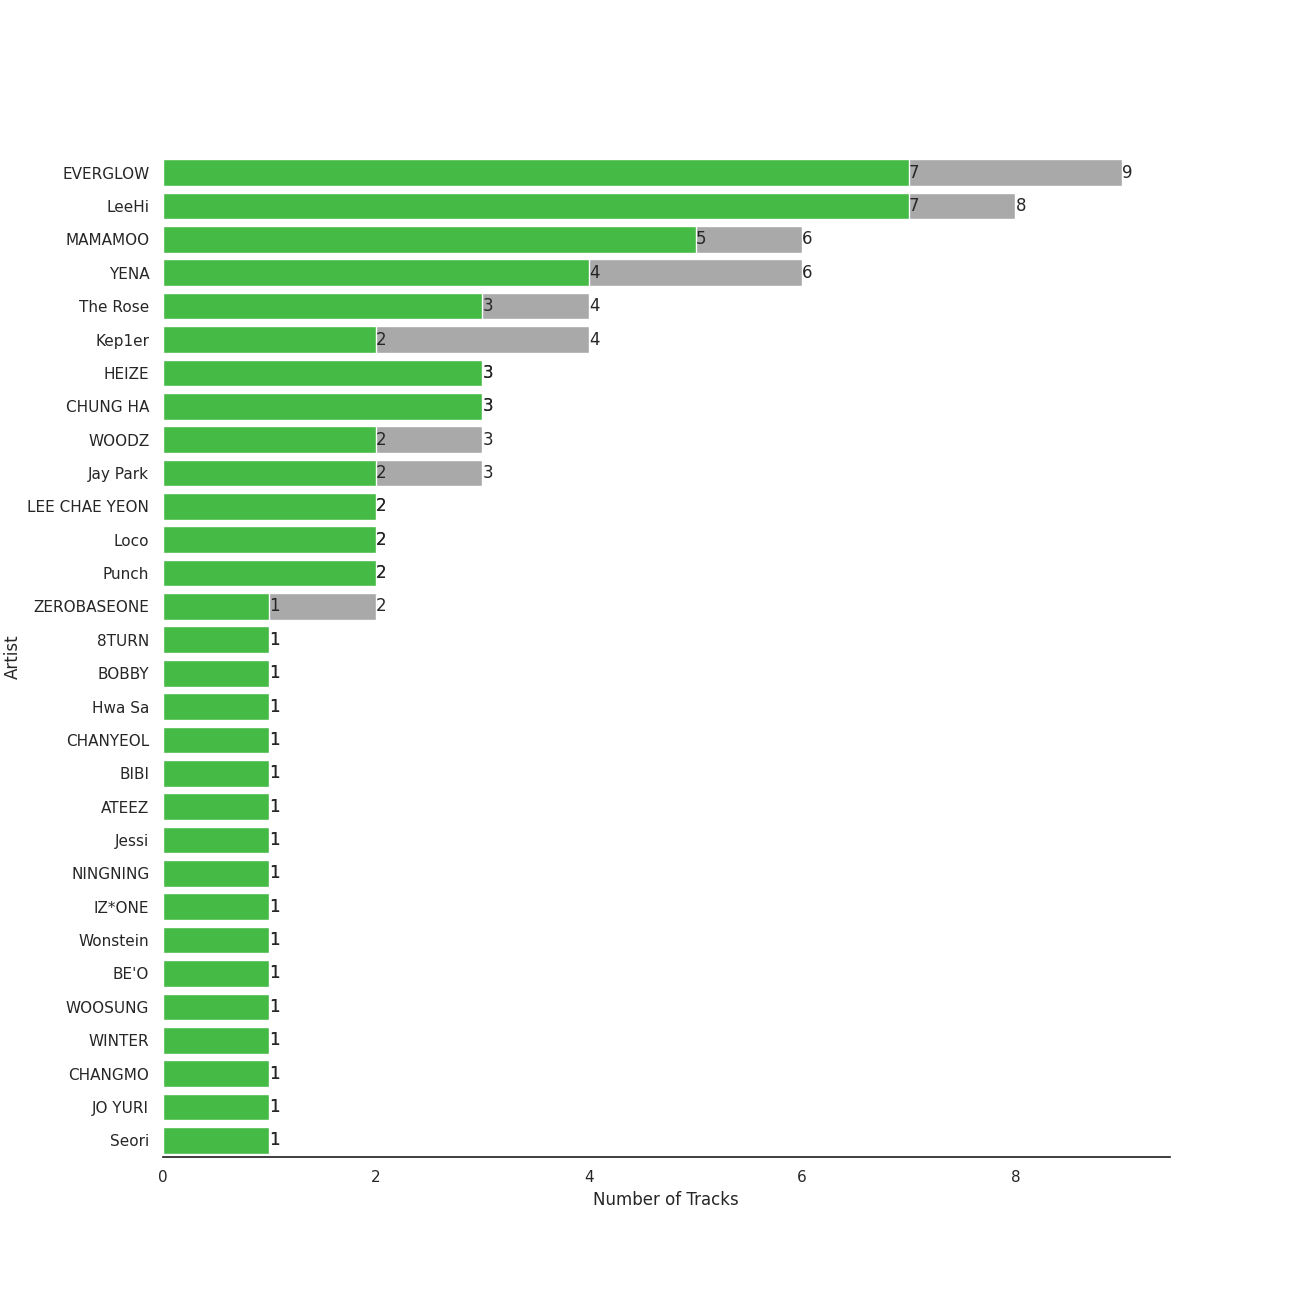 EVERGLOW 7 9
LeeHi 7 8
MAMAMOO 5 6
YENA 4 6
The Rose 3 4
Kep1er 2 4
HEIZE 3
CHUNG HA 3
WOODZ 2 3
Jay Park 2 3
LEE CHAE YEON 2
Loco 2
Punch 2
ZEROBASEONE 1 2
8TURN 1
BOBBY 1
Hwa Sa 1
CHANYEOL 1
BIBI 1
ATEEZ 1
Jessi 1
NINGNING 1
IZ*ONE 1
Wonstein 1
BE'O 1
WOOSUNG 1
WINTER 1
CHANGMO 1
JO YURI 1
Seori 1
Artist
0 2 4 6 8
Number of Tracks